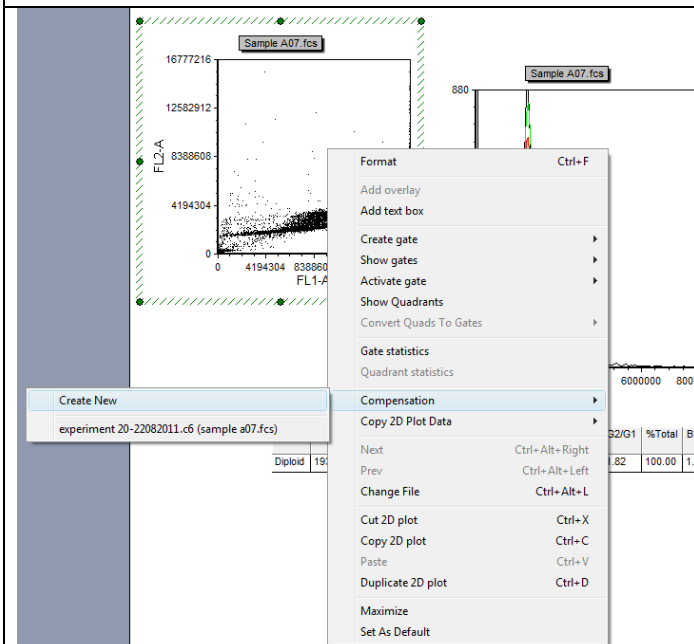 Sample A07.fcs
16777216
12582912
8388608
4194304
0
FL2-A
0 4194304 838860
FL1-A
Sample A07.fcs
880
6000000 800
G2/G1 %Total B
Diploid 193 1.82 100.00 1.
Format Ctrl+F
Add overlay
Add text box
Create gate
Show gates
Activate gate
Show Quadrants
Convert Quads To Gates
Gate statistics
Quadrant statistics
Compensation
Copy 2D Plot Data
Next Ctrl+Alt+Right
Prev Ctrl+Alt+Left
Change File Ctrl+Alt+L
Cut 2D plot Ctrl+X
Copy 2D plot Ctrl+C
Paste Ctrl+V
Duplicate 2D plot Ctrl+D
Maximize
Set As Default
Create New
experiment 20-22082011.c6 (sample a07.fcs)